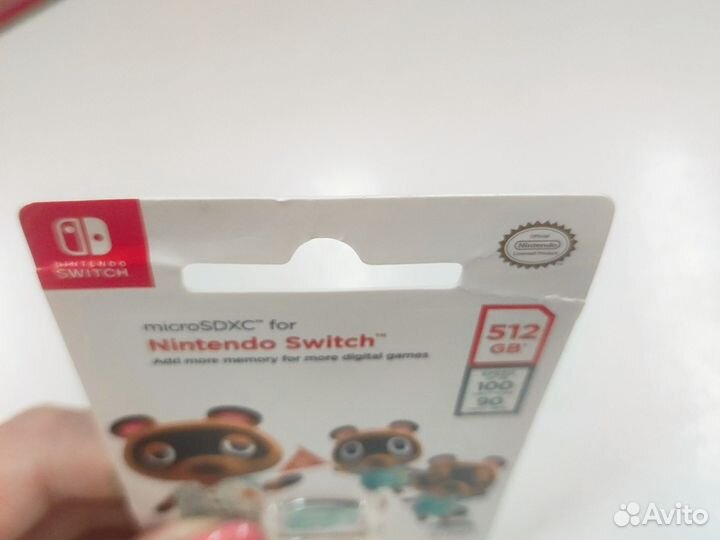 NINTENDO
SWITCH
Official
Nintendo
Licensed Product
microSDXC™ for
Nintendo Switch™
Add more memory for more digital games
512
GB*
100
90
Avito